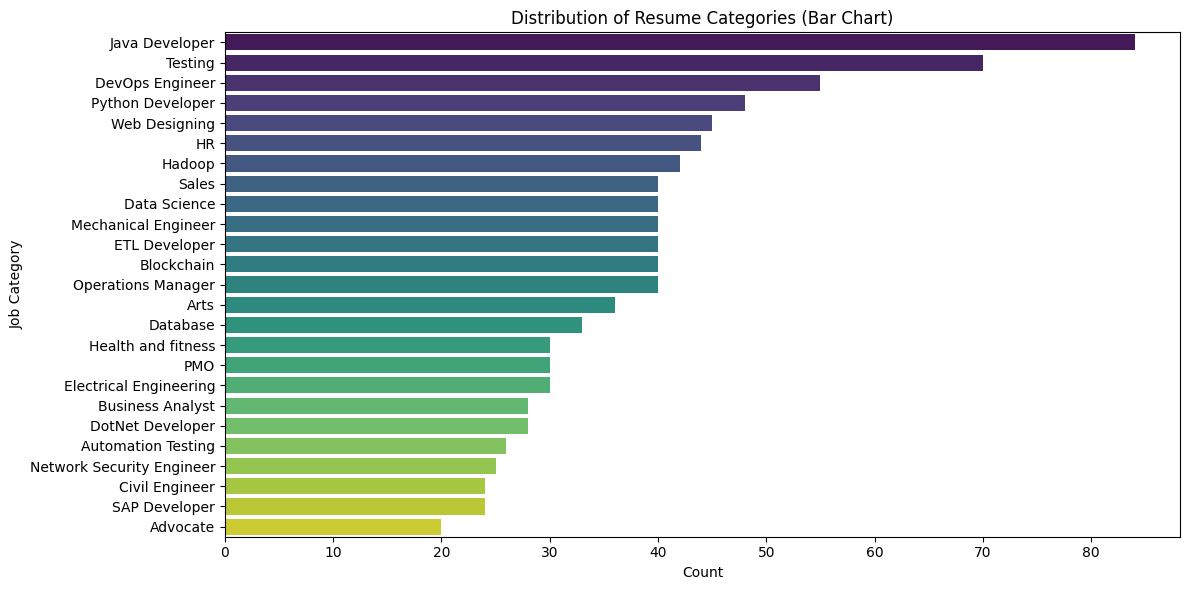 Distribution of Resume Categories (Bar Chart)
Job Category
Java Developer
Testing
DevOps Engineer
Python Developer
Web Designing
HR
Hadoop
Sales
Data Science
Mechanical Engineer
ETL Developer
Blockchain
Operations Manager
Arts
Database
Health and fitness
PMO
Electrical Engineering
Business Analyst
DotNet Developer
Automation Testing
Network Security Engineer
Civil Engineer
SAP Developer
Advocate
0 10 20 30 40 50 60 70 80
Count